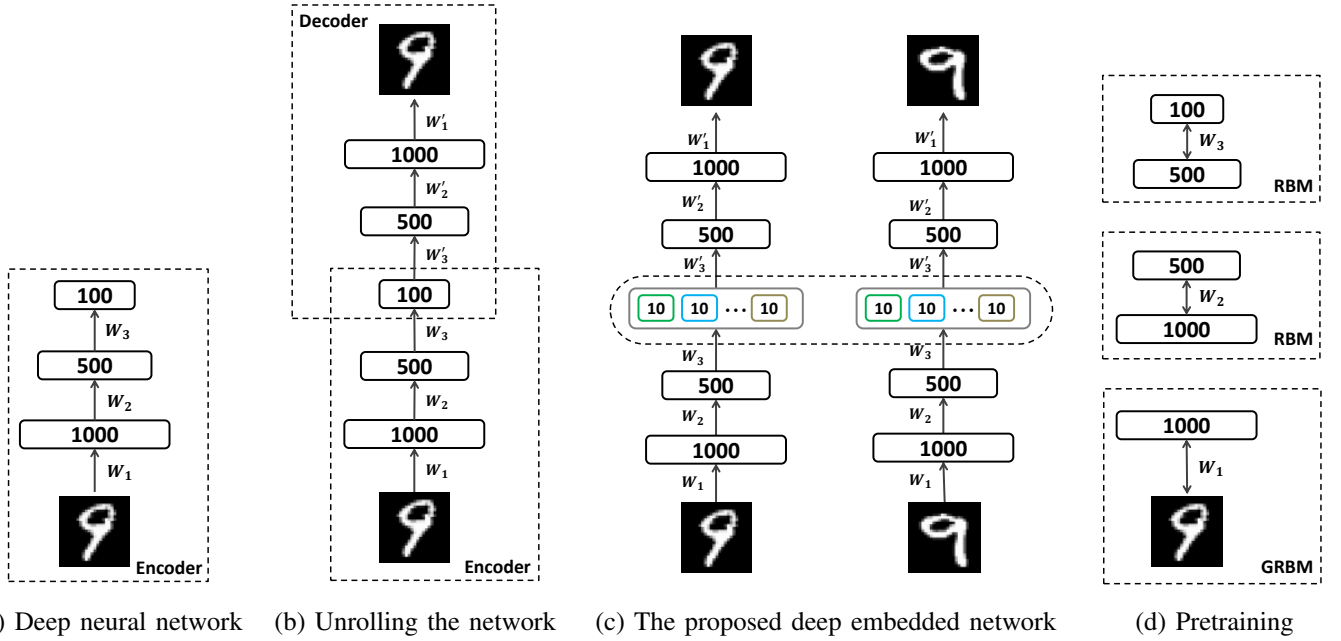 100
W₃
500
W₂
1000
W₁
Encoder
Decoder
W′₁
1000
W′₂
500
W′₃
100
W₃
500
W₂
1000
W₁
Encoder
W′₁ W′₁
1000 1000
W′₂ W′₂
500 500
W′₃ W′₃
10 10 ··· 10 10 10 ··· 10
W₃ W₃
500 500
W₂ W₂
1000 1000
W₁ W₁
100
W₃
500
RBM
500
W₂
1000
RBM
1000
W₁
GRBM
) Deep neural network (b) Unrolling the network (c) The proposed deep embedded network (d) Pretraining